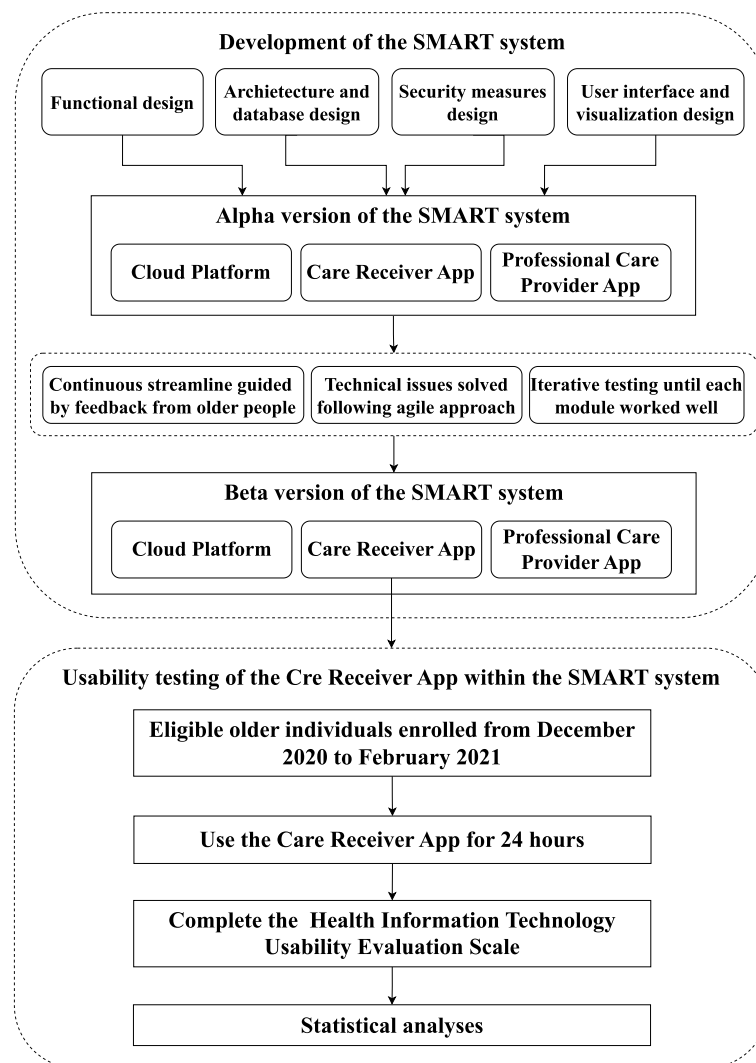 Development of the SMART system
Functional design
Archietecture and
database design
Security measures
design
User interface and
visualization design
Alpha version of the SMART system
Cloud Platform
Care Receiver App
Professional Care
Provider App
Continuous streamline guided
by feedback from older people
Technical issues solved
following agile approach
Iterative testing until each
module worked well
Beta version of the SMART system
Cloud Platform
Care Receiver App
Professional Care
Provider App
Usability testing of the Cre Receiver App within the SMART system
Eligible older individuals enrolled from December
2020 to February 2021
Use the Care Receiver App for 24 hours
Complete the Health Information Technology
Usability Evaluation Scale
Statistical analyses